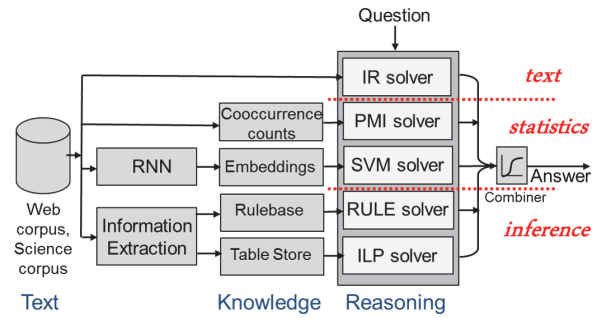 Question
IR solver
text
Cooccurrence
counts
PMI solver
statistics
RNN
Embeddings
SVM solver
Answer
Combiner
Web
corpus,
Science
corpus
Information
Extraction
Rulebase
RULE solver
inference
Table Store
ILP solver
Text
Knowledge
Reasoning